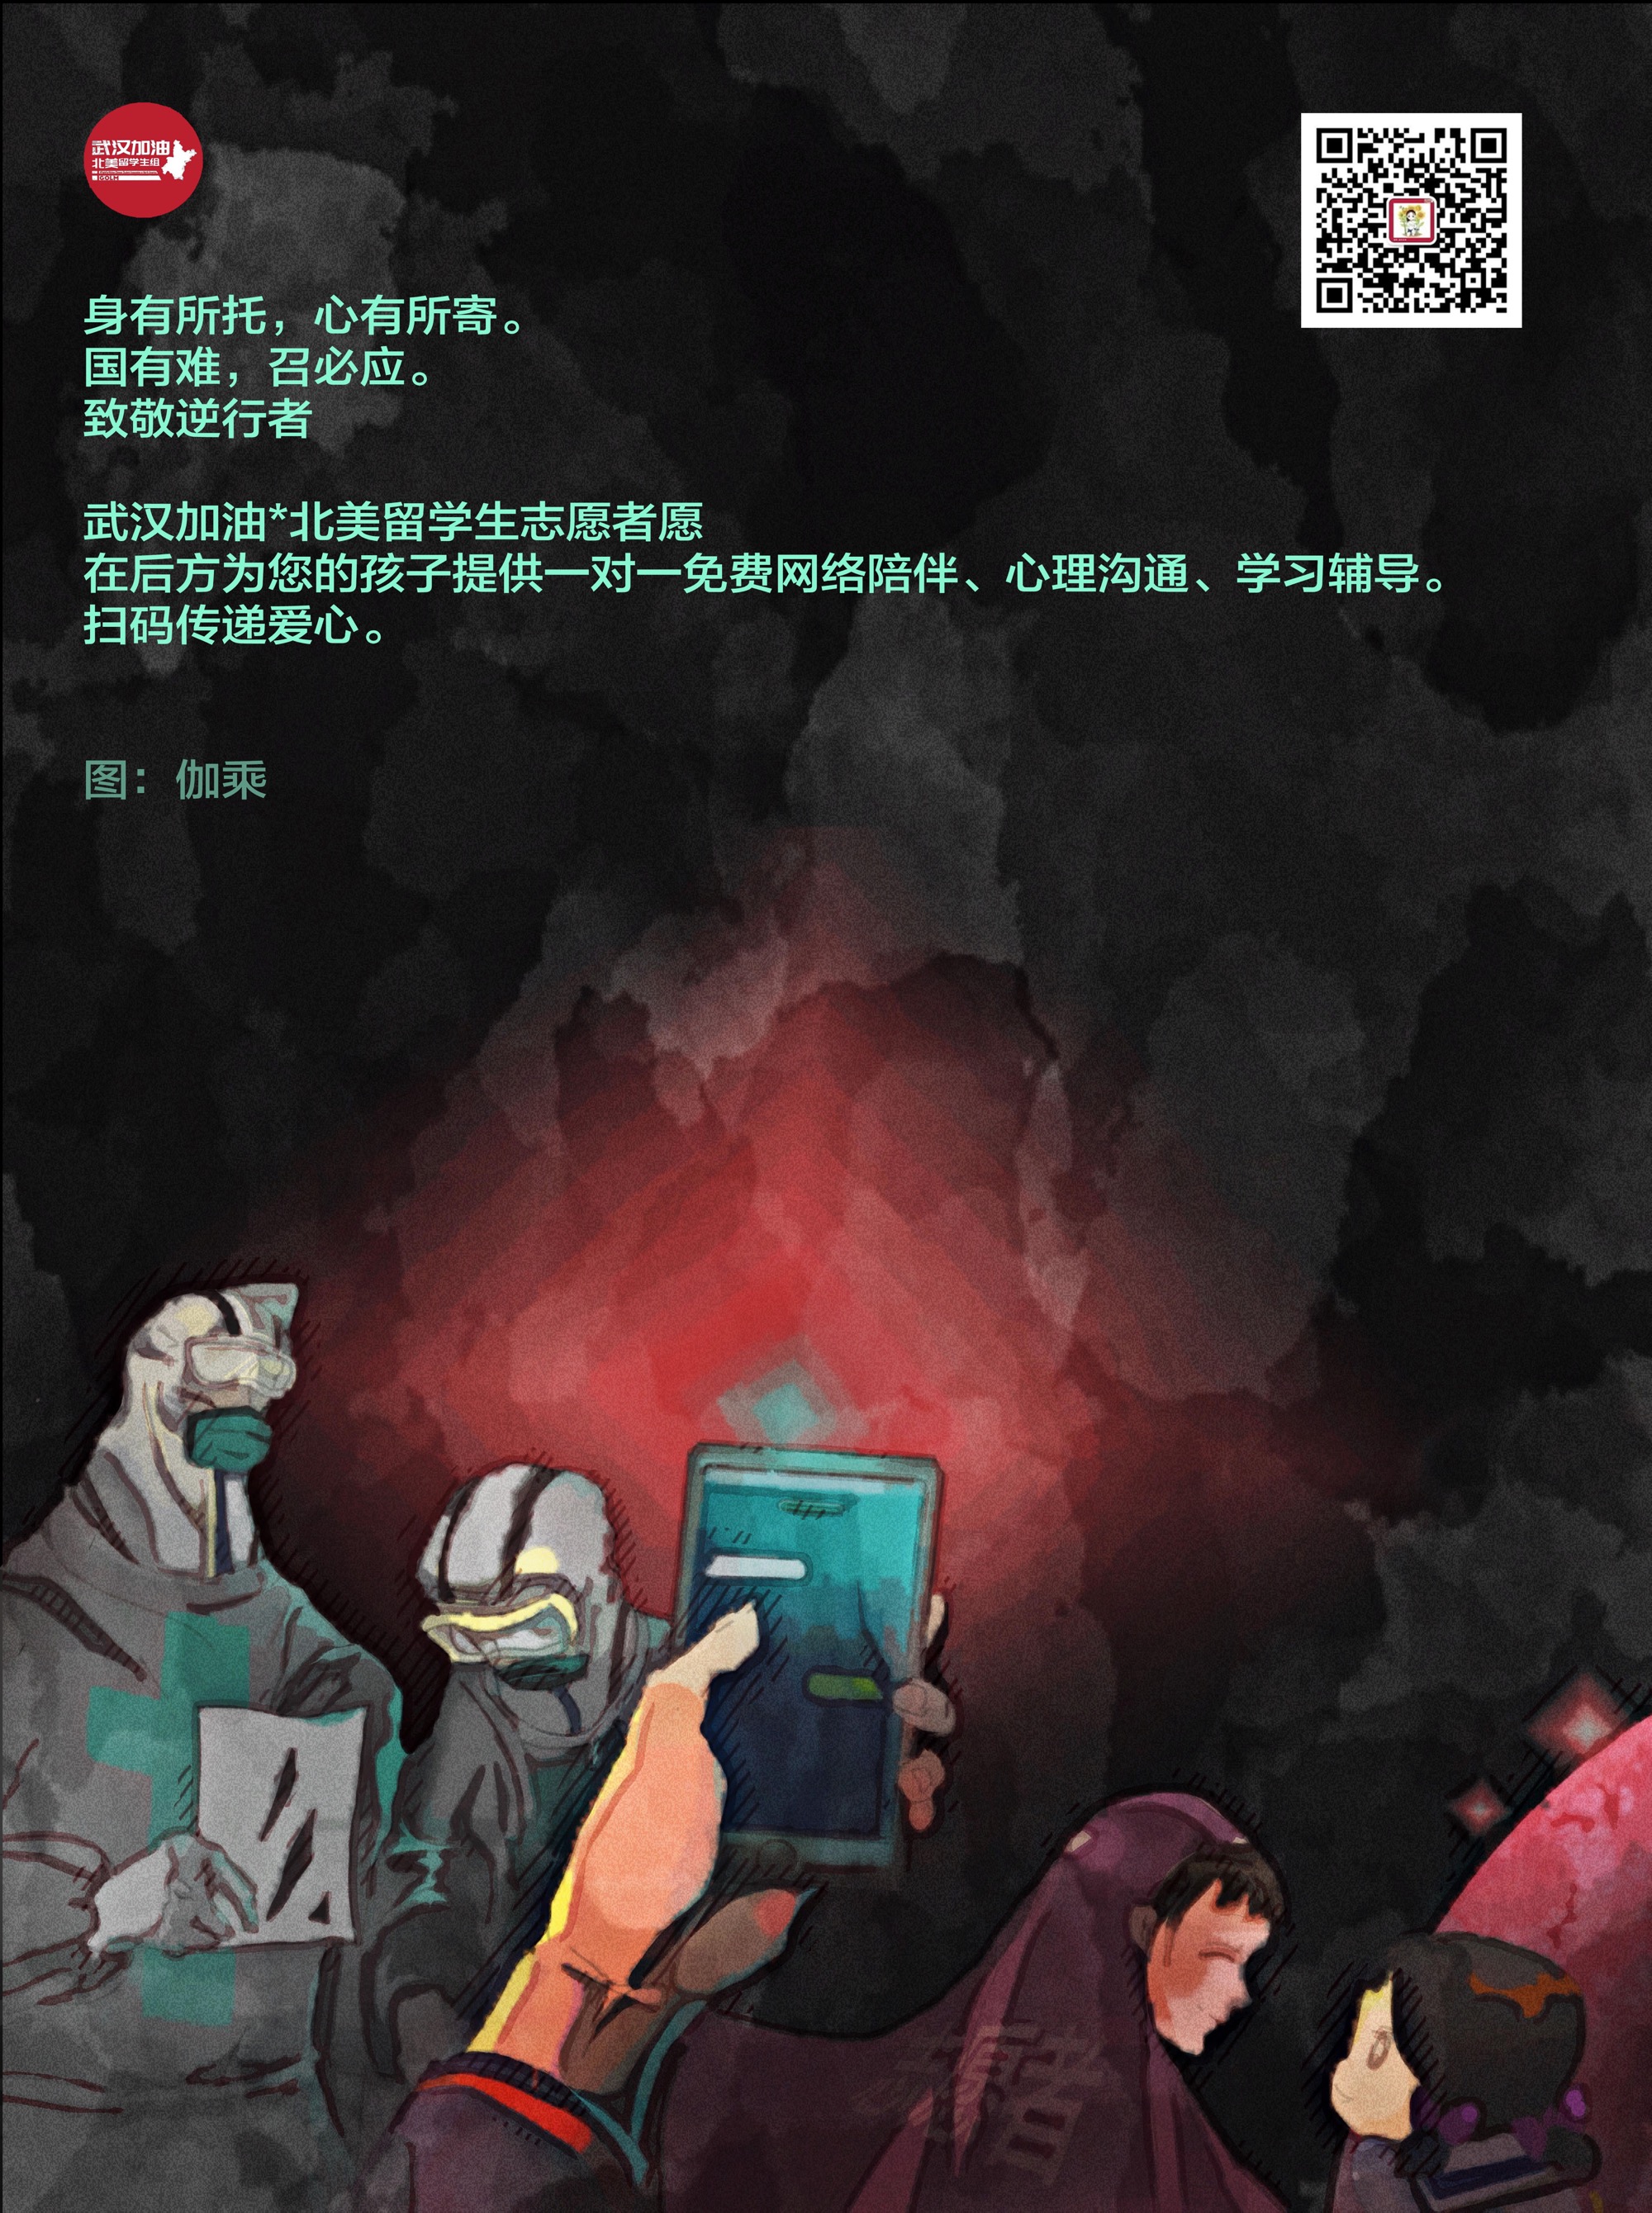 武汉加油
北美留学生组
身有所托，心有所寄。
国有难，召必应。
致敬逆行者
武汉加油*北美留学生志愿者愿
在后方为您的孩子提供一对一免费网络陪伴、心理沟通、学习辅导。
扫码传递爱心。
图：伽乘